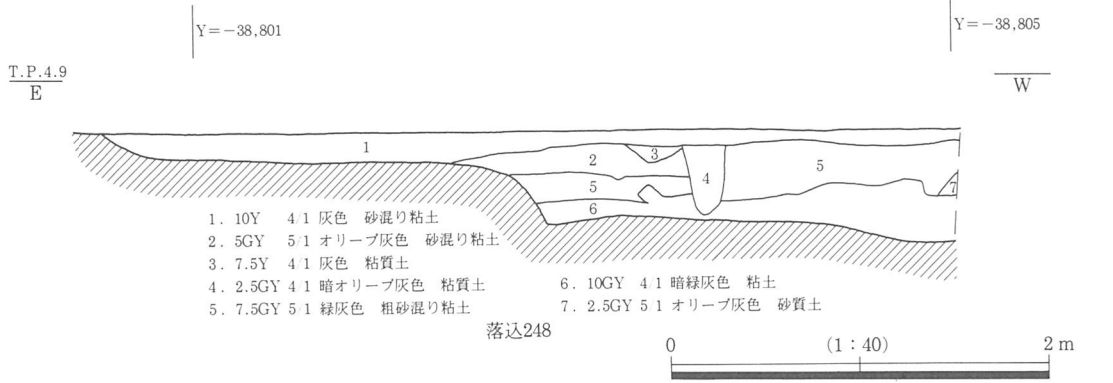 Y=-38,801
Y=-38,805
T.P.4.9
E
W
1
2
3
4
5
5
6
7
1. 10Y 4/1 灰色 砂混り粘土
2. 5GY 5/1 オリーブ灰色 砂混り粘土
3. 7.5Y 4/1 灰色 粘質土
4. 2.5GY 4/1 暗オリーブ灰色 粘質土
5. 7.5GY 5/1 緑灰色 粗砂混り粘土
6. 10GY 4/1 暗緑灰色 粘土
7. 2.5GY 5/1 オリーブ灰色 砂質土
落込248
0 (1:40) 2m